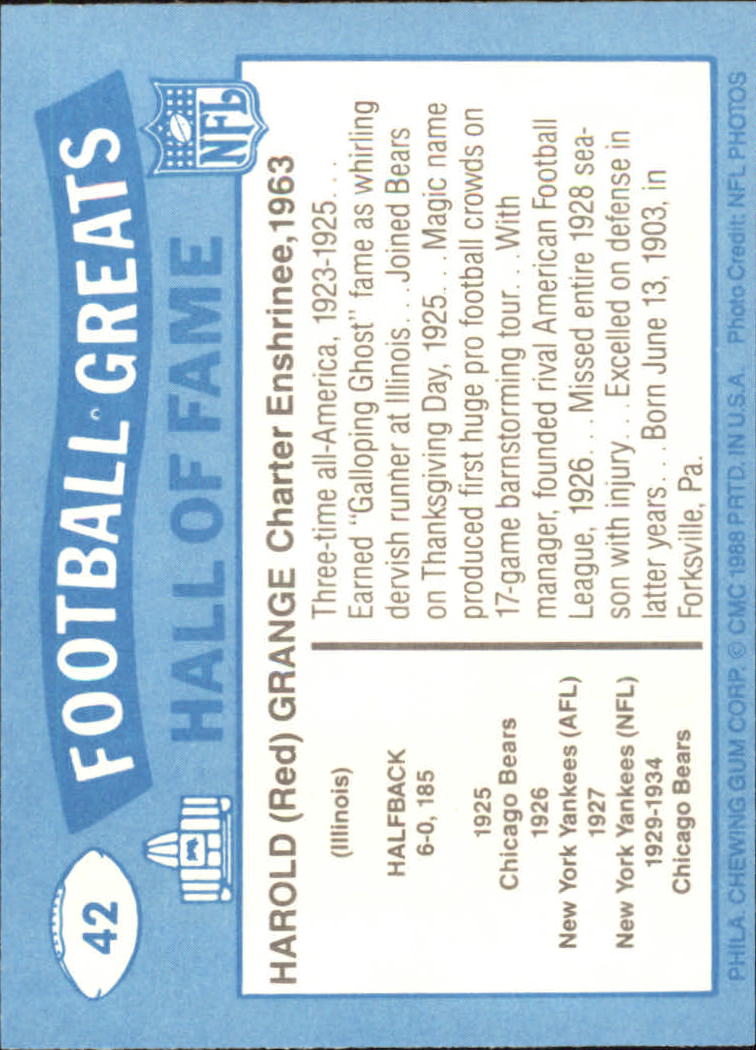 42
FOOTBALL GREATS
HALL OF FAME
NFL
HAROLD (Red) GRANGE Charter Enshrinee, 1963
(Illinois)
HALFBACK
6-0, 185
1925
Chicago Bears
1926
New York Yankees (AFL)
1927
New York Yankees (NFL)
1929-1934
Chicago Bears
Three-time all-America, 1923-1925. . .
Earned “Galloping Ghost” fame as whirling
dervish runner at Illinois. . . Joined Bears
on Thanksgiving Day, 1925. . . Magic name
produced first huge pro football crowds on
17-game barnstorming tour. . . With
manager, founded rival American Football
League, 1926. . . Missed entire 1928 sea-
son with injury. . . Excelled on defense in
latter years. . . Born June 13, 1903, in
Forksville, Pa.
PHILA. CHEWING GUM CORP. © CMC 1988 PRTD. IN U.S.A. Photo Credit: NFL PHOTOS